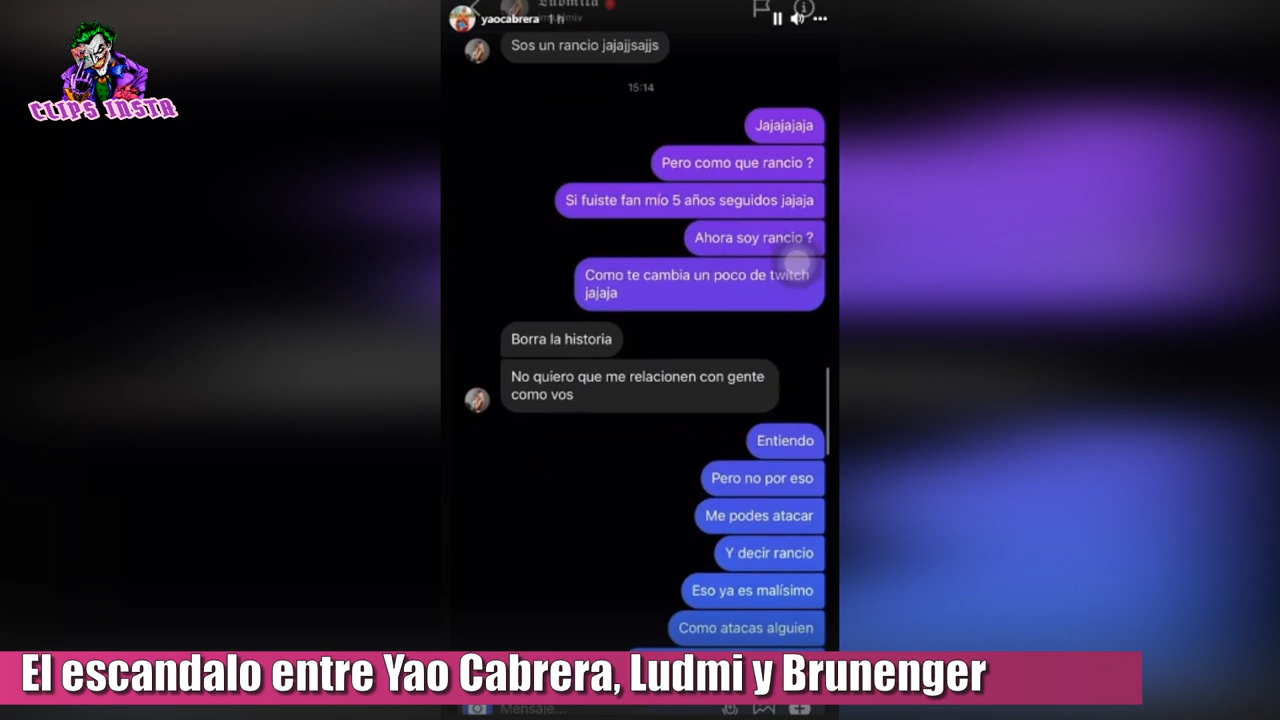 CLIPS INSTA
Ludmila
yaocabrera 1 h
Sos un rancio jajajjsajjs
15:14
Jajajajaja
Pero como que rancio ?
Si fuiste fan mío 5 años seguidos jajaja
Ahora soy rancio ?
Como te cambia un poco de twitch
jajaja
Borra la historia
No quiero que me relacionen con gente
como vos
Entiendo
Pero no por eso
Me podes atacar
Y decir rancio
Eso ya es malísimo
Como atacas alguien
El escandalo entre Yao Cabrera, Ludmi y Brunenger
Mensaje...